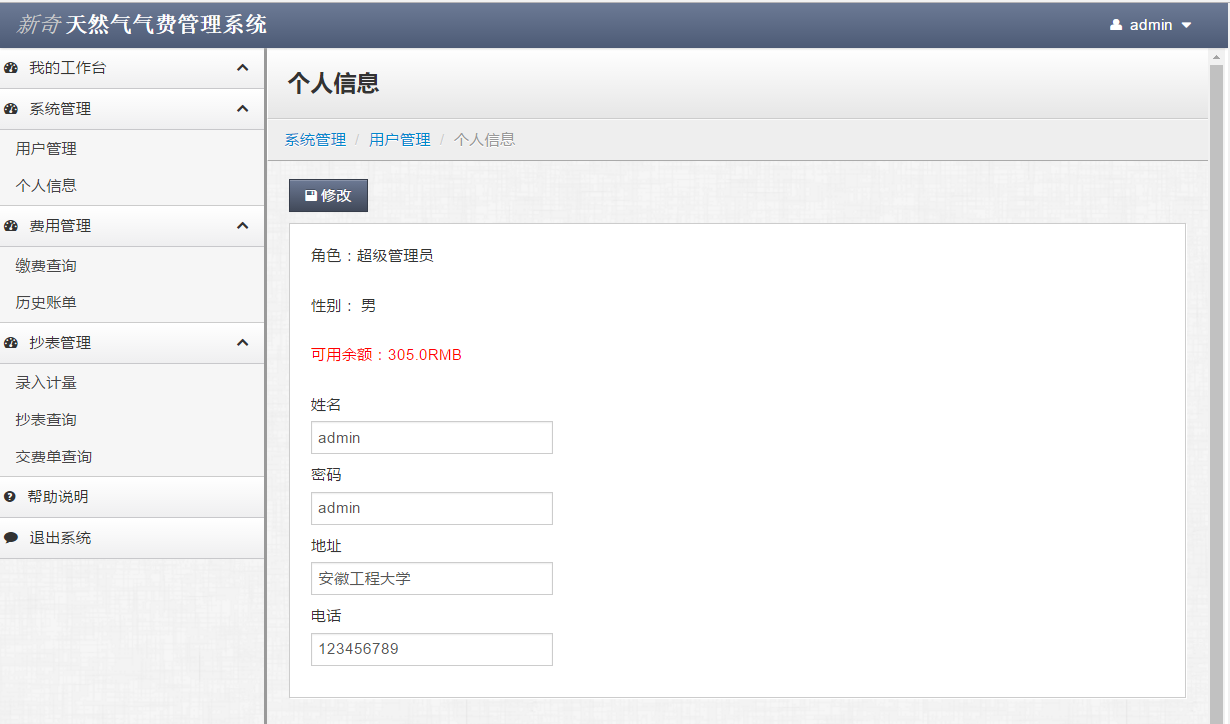 新奇 天然气气费管理系统
admin
我的工作台
系统管理
用户管理
个人信息
费用管理
缴费查询
历史账单
抄表管理
录入计量
抄表查询
交费单查询
帮助说明
退出系统
个人信息
系统管理 / 用户管理 / 个人信息
修改
角色：超级管理员
性别： 男
可用余额：305.0RMB
姓名
admin
密码
admin
地址
安徽工程大学
电话
123456789